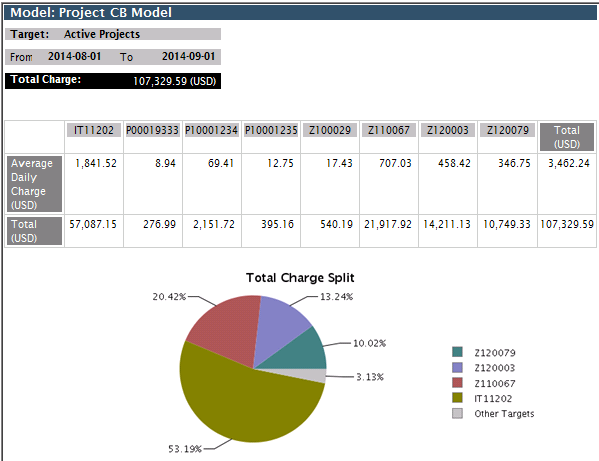 Model: Project CB Model
Target: Active Projects
From 2014-08-01 To 2014-09-01
Total Charge: 107,329.59 (USD)
IT11202 P00019333 P10001234 P10001235 Z100029 Z110067 Z120003 Z120079 Total (USD)
Average Daily Charge (USD) 1,841.52 8.94 69.41 12.75 17.43 707.03 458.42 346.75 3,462.24
Total (USD) 57,087.15 276.99 2,151.72 395.16 540.19 21,917.92 14,211.13 10,749.33 107,329.59
Total Charge Split
20.42%
13.24%
10.02%
3.13%
53.19%
Z120079
Z120003
Z110067
IT11202
Other Targets